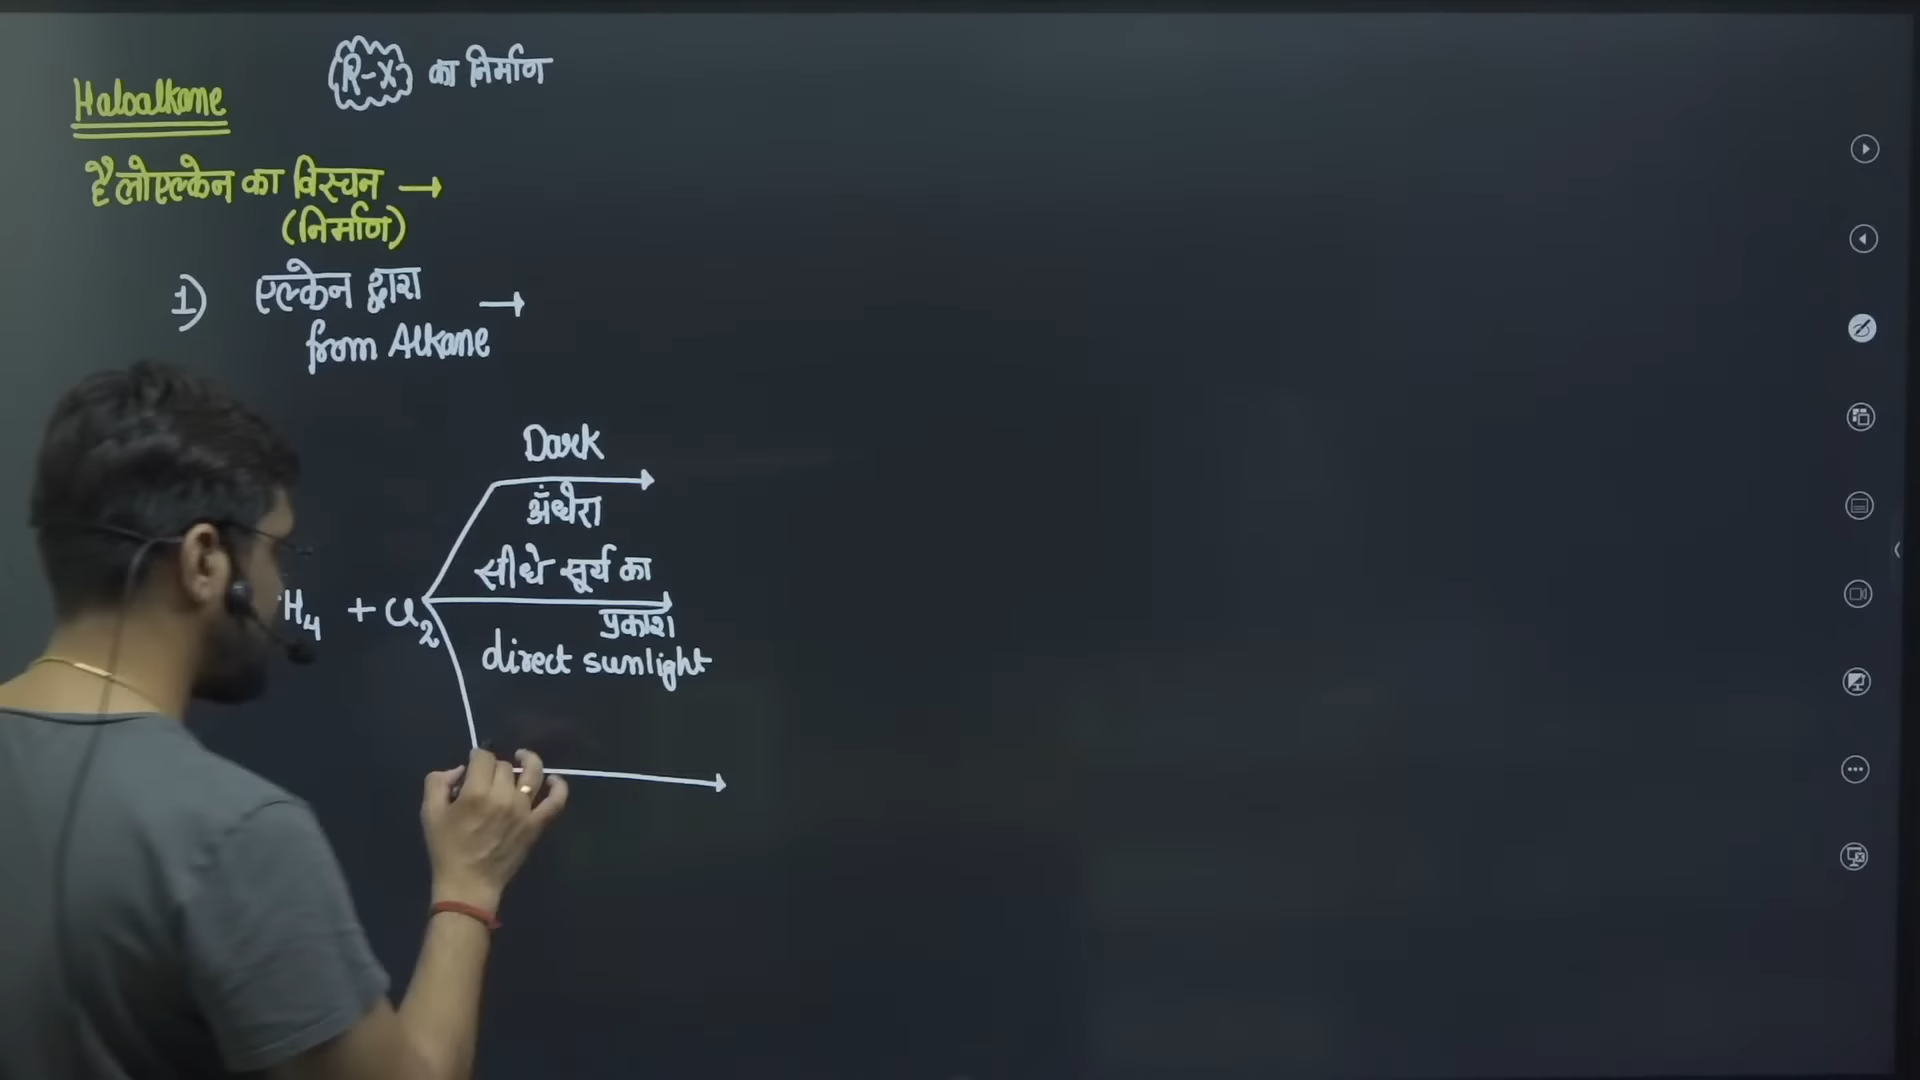 R-X का निर्माण
Haloalkane
हैलोएल्केन का विरचन →
(निर्माण)
1) एल्केन द्वारा →
from Alkane
Dark
अँधेरा
सीधे सूर्य का
H4 + Cl2
प्रकाश
direct sunlight